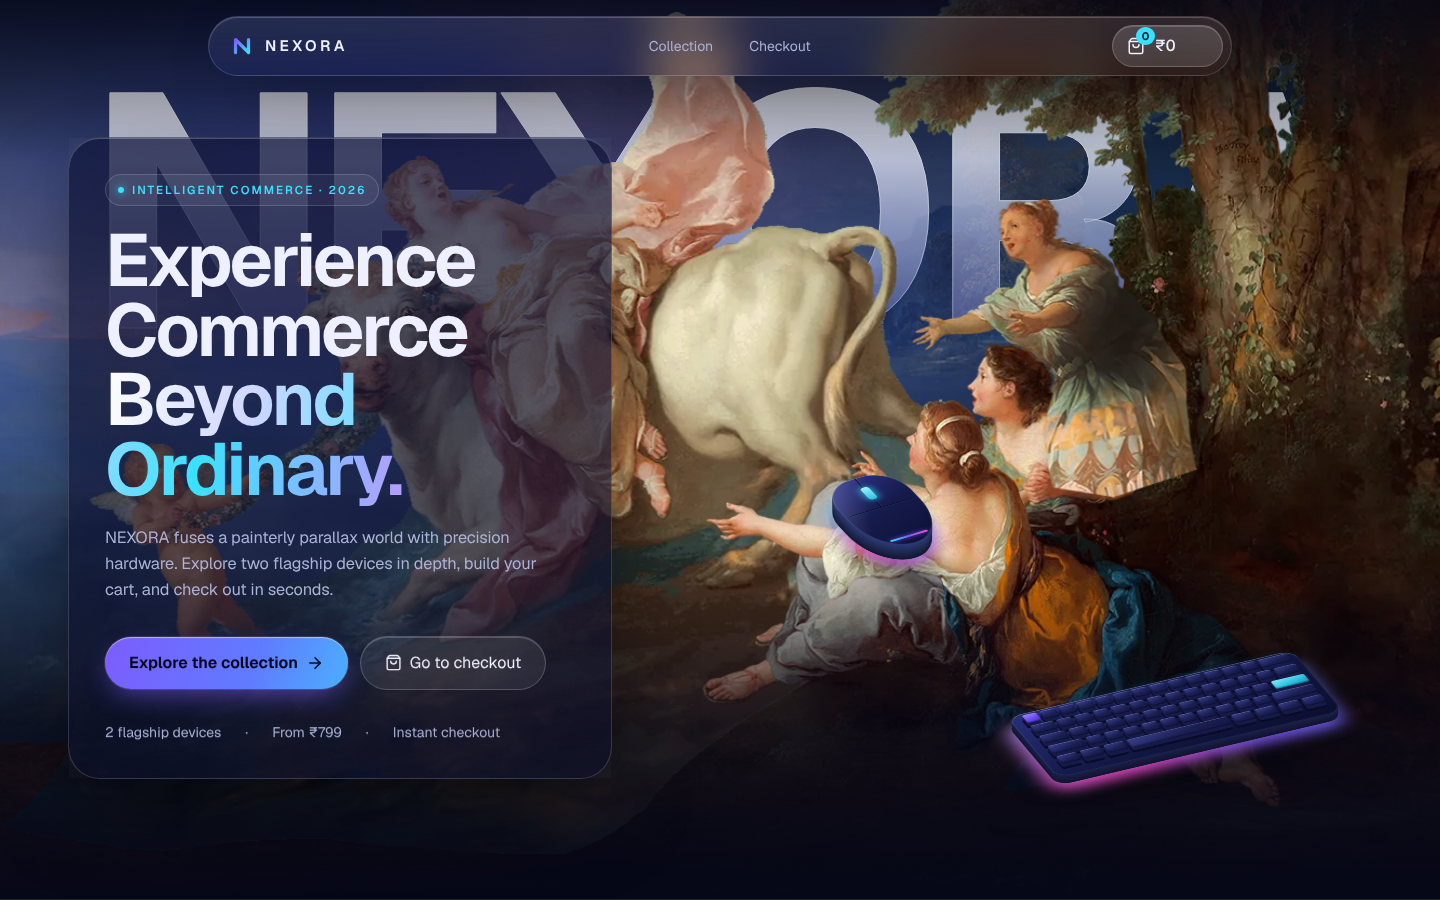 NEXORA
Collection
Checkout
0
₹0
NEXOR
INTELLIGENT COMMERCE · 2026
Experience
Commerce
Beyond
Ordinary.
NEXORA fuses a painterly parallax world with precision
hardware. Explore two flagship devices in depth, build your
cart, and check out in seconds.
Explore the collection →
Go to checkout
2 flagship devices · From ₹799 · Instant checkout